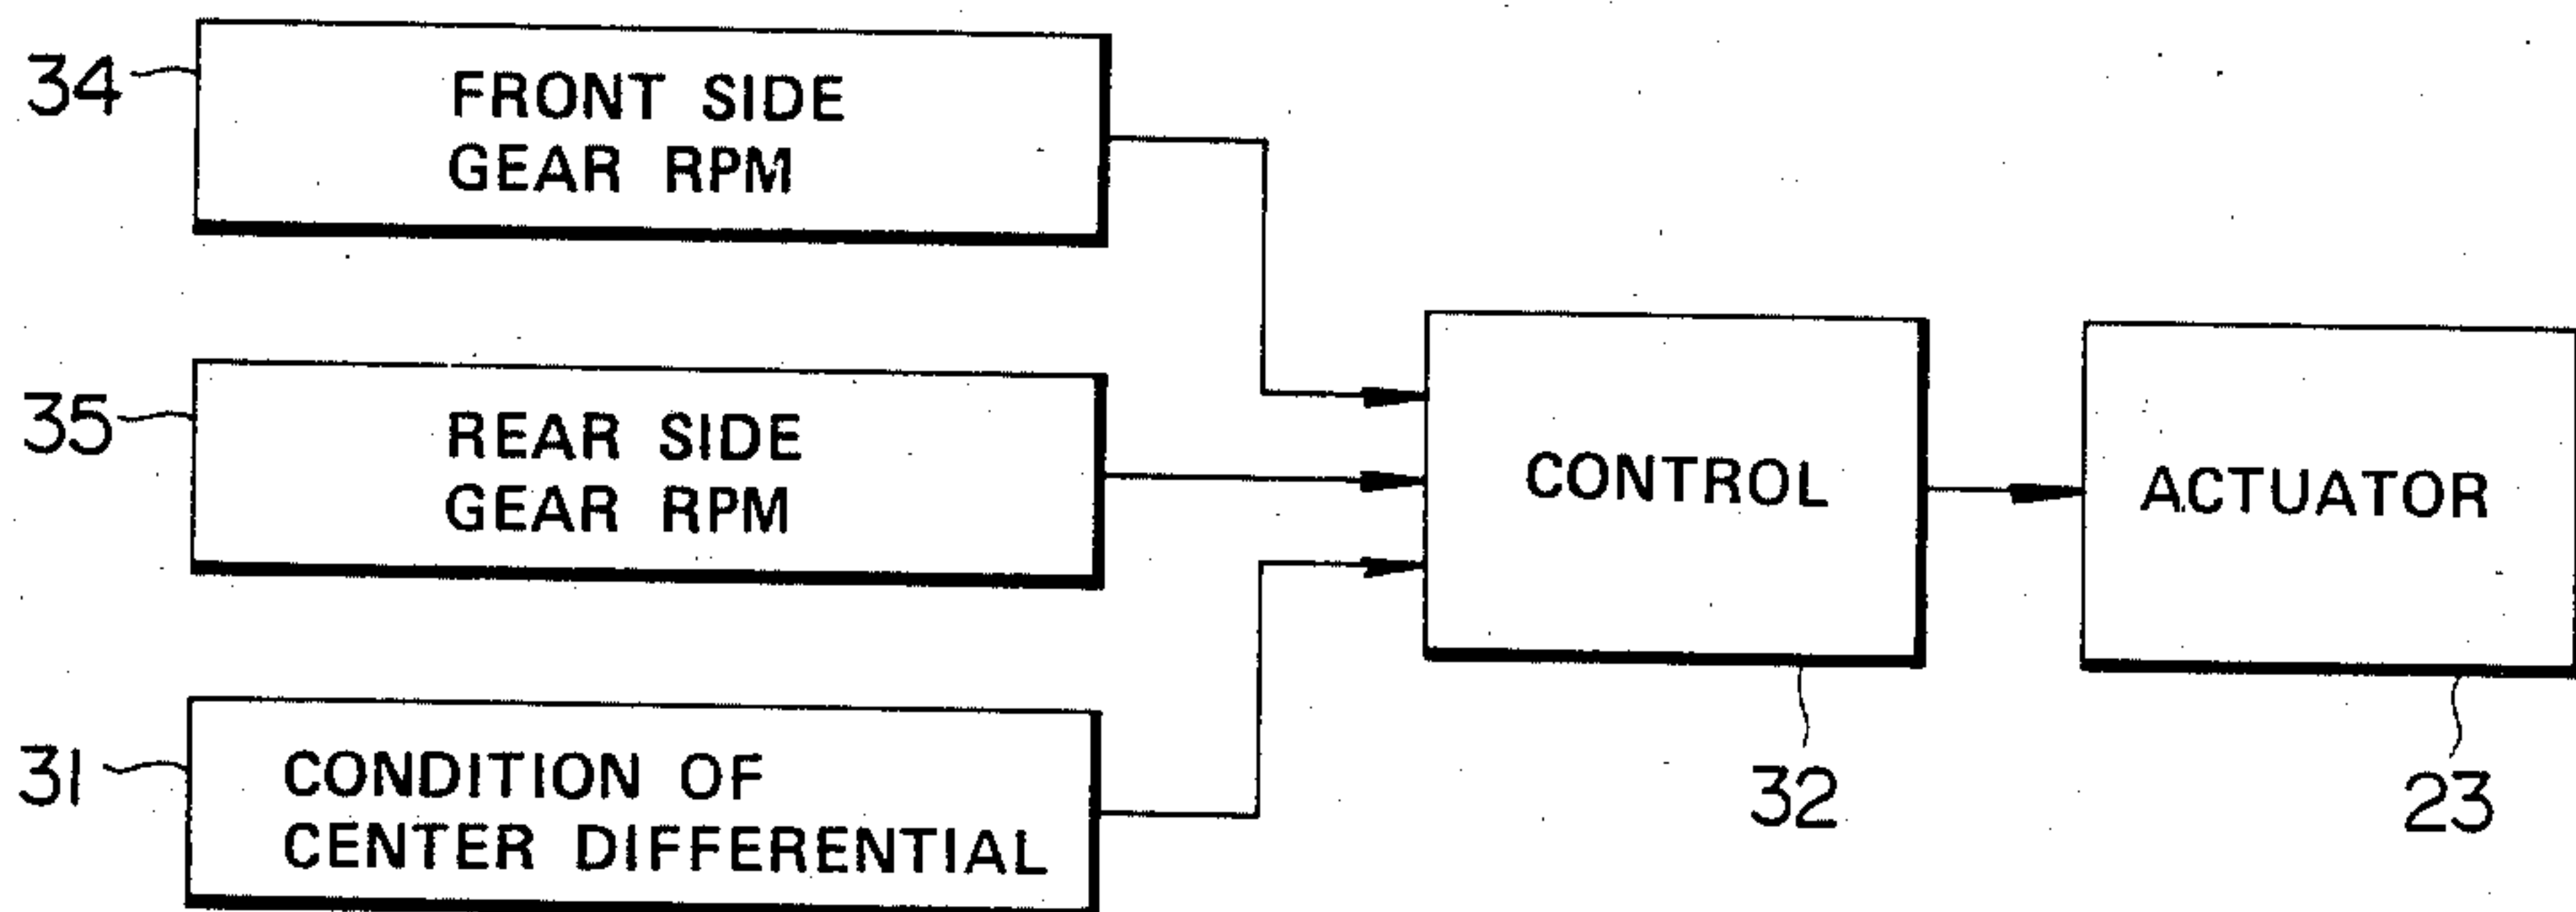 34
FRONT SIDE
GEAR RPM
35
REAR SIDE
GEAR RPM
31
CONDITION OF
CENTER DIFFERENTIAL
CONTROL
32
ACTUATOR
23